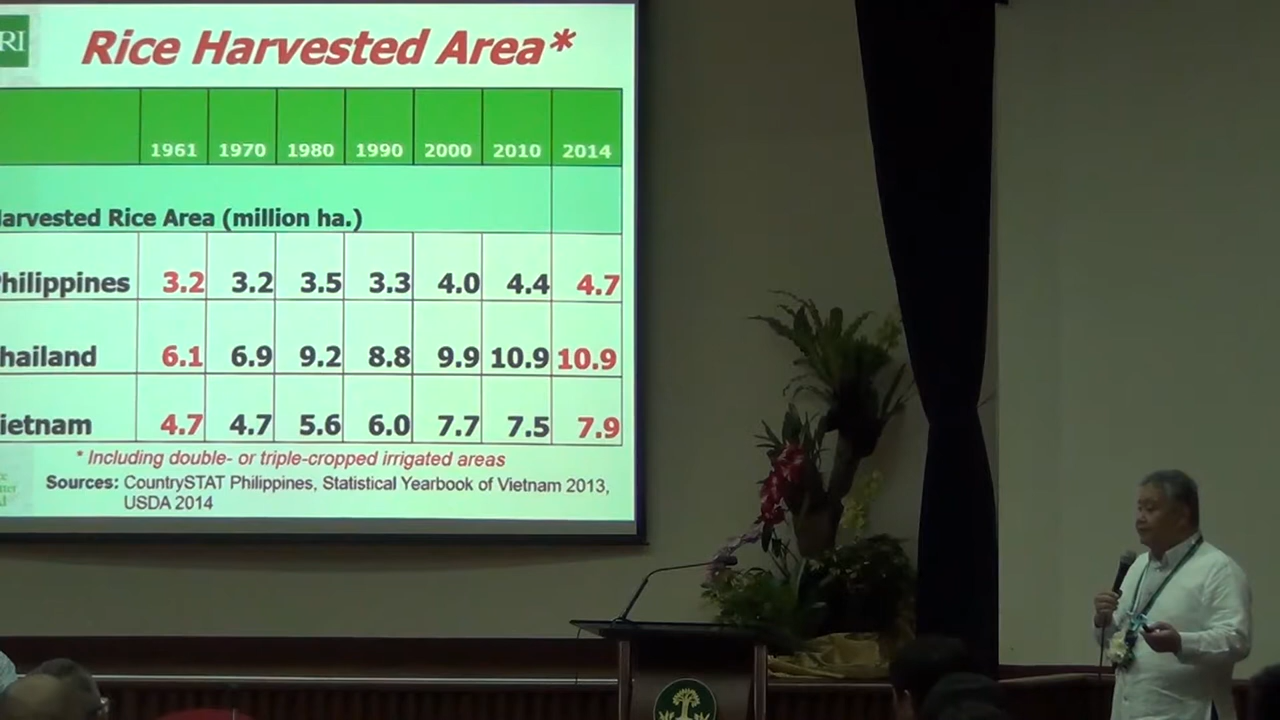 RI
Rice Harvested Area*
1961 1970 1980 1990 2000 2010 2014
arvested Rice Area (million ha.)
hilippines 3.2 3.2 3.5 3.3 4.0 4.4 4.7
hailand 6.1 6.9 9.2 8.8 9.9 10.9 10.9
ietnam 4.7 4.7 5.6 6.0 7.7 7.5 7.9
* Including double- or triple-cropped irrigated areas
Sources: CountrySTAT Philippines, Statistical Yearbook of Vietnam 2013,
USDA 2014